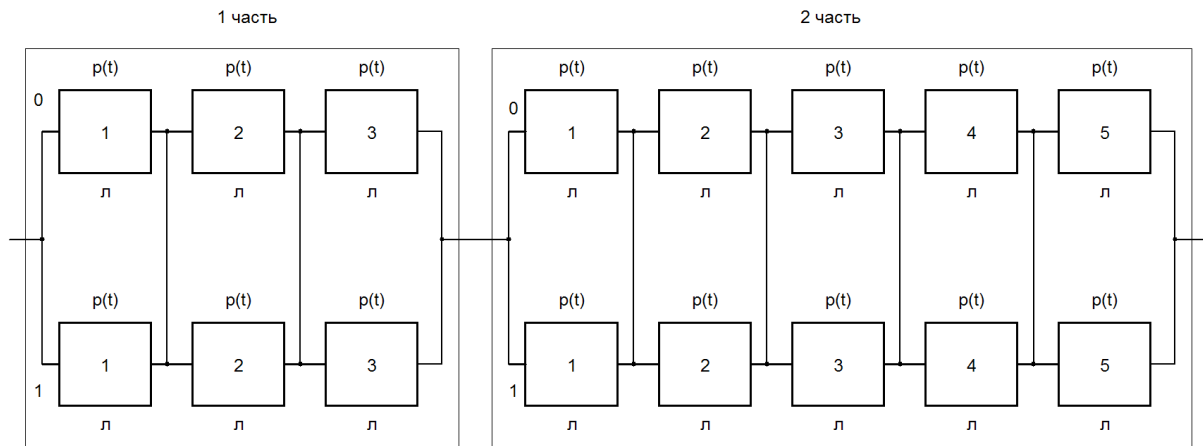 1 часть 2 часть
p(t) p(t) p(t) p(t) p(t) p(t) p(t) p(t)
0 0
1 2 3 1 2 3 4 5
л л л л л л л л
p(t) p(t) p(t) p(t) p(t) p(t) p(t) p(t)
1 2 3 1 2 3 4 5
1 1
л л л л л л л л